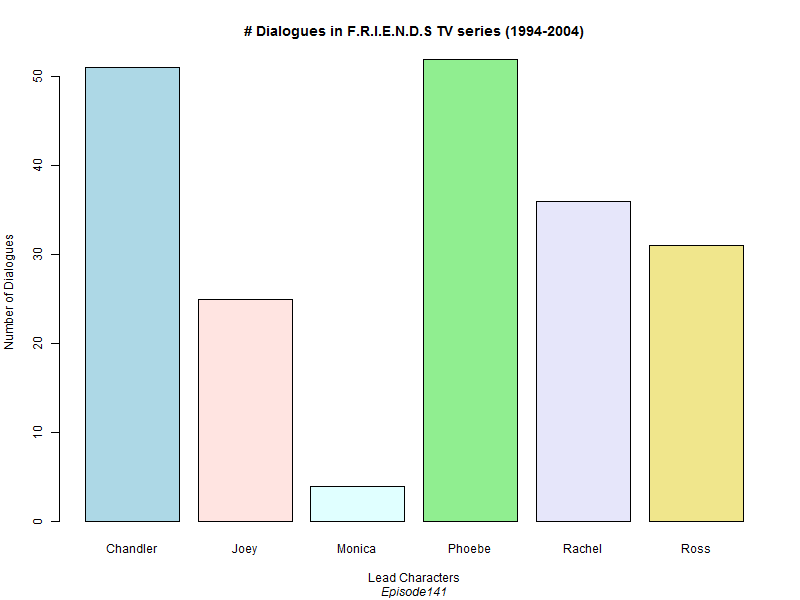 # Dialogues in F.R.I.E.N.D.S TV series (1994-2004)
Number of Dialogues
50
40
30
20
10
0
Chandler Joey Monica Phoebe Rachel Ross
Lead Characters
Episode141